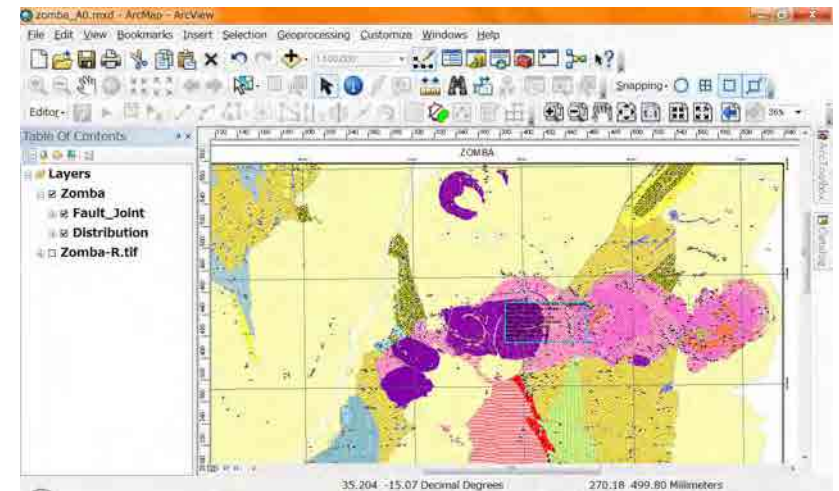 zomba_A0.mxd - ArcMap - ArcView
File Edit View Bookmarks Insert Selection Geoprocessing Customize Windows Help
Snapping
Editor
36%
Table Of Contents
Layers
Zomba
Fault_Joint
Distribution
Zomba-R.tif
ZOMBA
ArcToolbox
Catalog
35.204 -15.07 Decimal Degrees 270.18 499.80 Millimeters